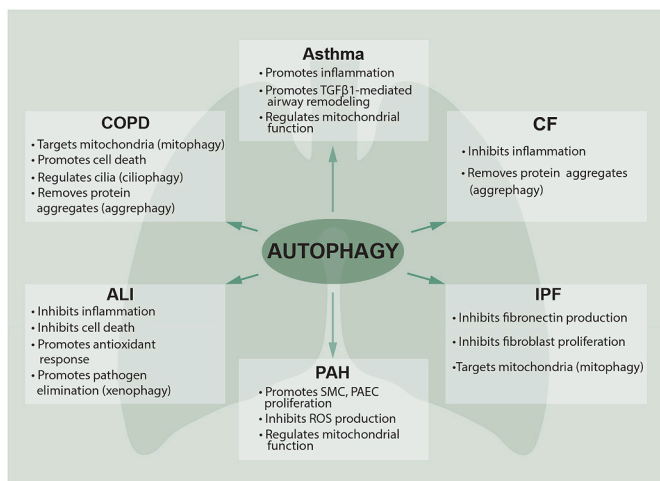 Asthma
• Promotes inflammation
• Promotes TGFβ1-mediated
airway remodeling
• Regulates mitochondrial
function
COPD
• Targets mitochondria (mitophagy)
• Promotes cell death
• Regulates cilia (ciliophagy)
• Removes protein
aggregates (aggrephagy)
CF
• Inhibits inflammation
• Removes protein aggregates
(aggrephagy)
AUTOPHAGY
ALI
• Inhibits inflammation
• Inhibits cell death
• Promotes antioxidant
response
• Promotes pathogen
elimination (xenophagy)
PAH
• Promotes SMC, PAEC
proliferation
• Inhibits ROS production
• Regulates mitochondrial
function
IPF
• Inhibits fibronectin production
• Inhibits fibroblast proliferation
•Targets mitochondria (mitophagy)